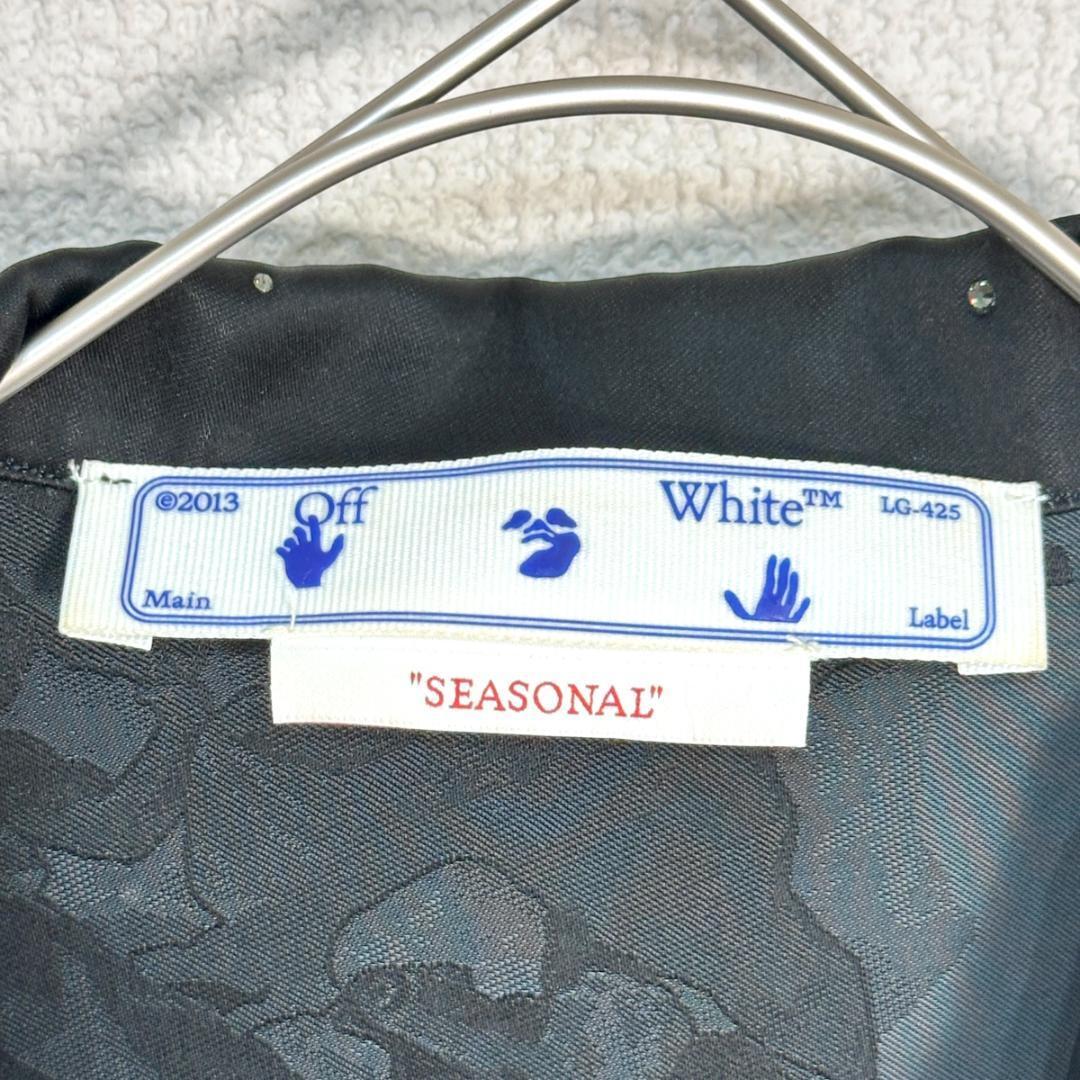 ©2013 Off White™ LG-425
Main Label
"SEASONAL"